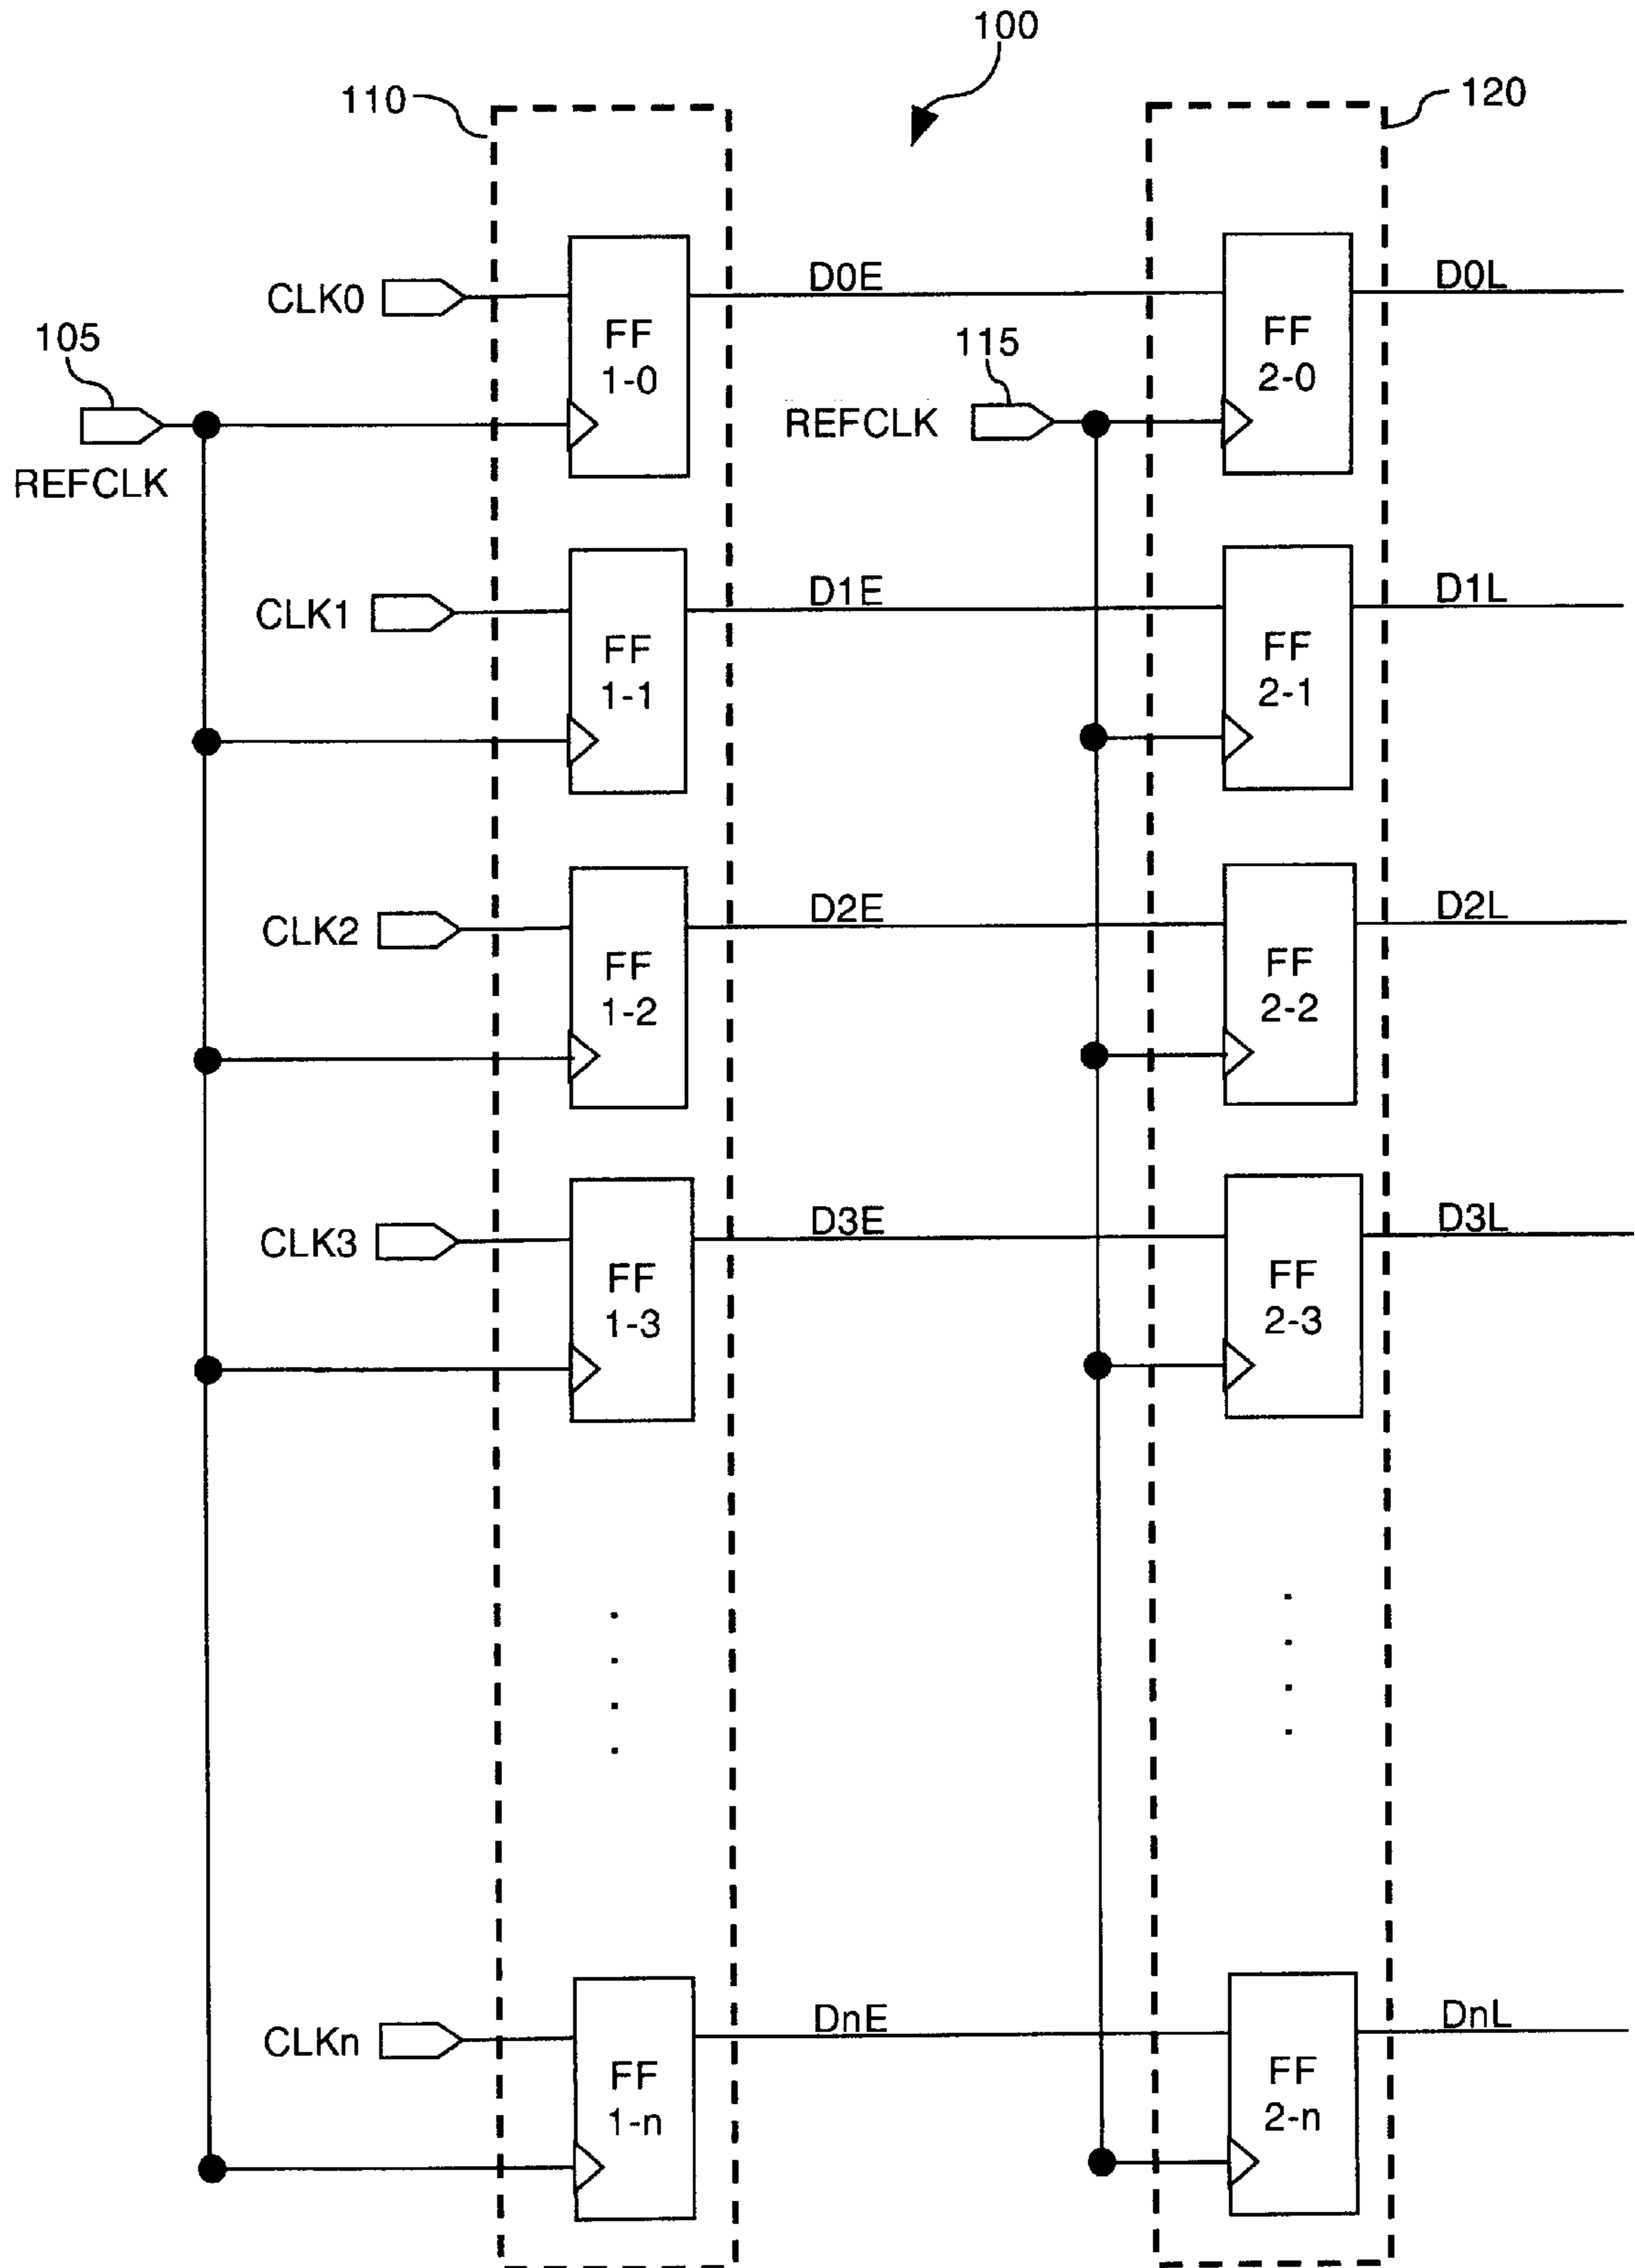 100
110
120
CLK0
FF
1-0
D0E
FF
2-0
D0L
105
REFCLK
115
REFCLK
CLK1
FF
1-1
D1E
FF
2-1
D1L
CLK2
FF
1-2
D2E
FF
2-2
D2L
CLK3
FF
1-3
D3E
FF
2-3
D3L
CLKn
FF
1-n
DnE
FF
2-n
DnL